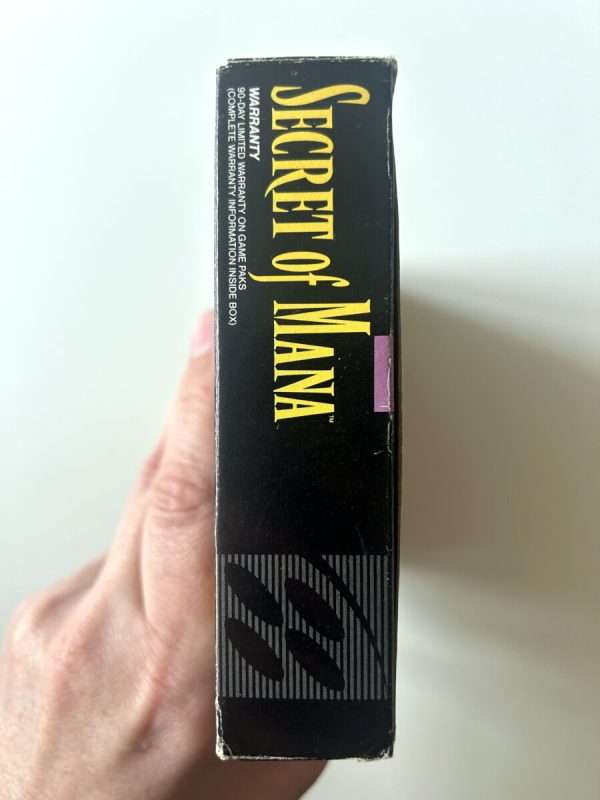 SECRET of MANA™
WARRANTY
90-DAY LIMITED WARRANTY ON GAME PAKS
(COMPLETE WARRANTY INFORMATION INSIDE BOX)